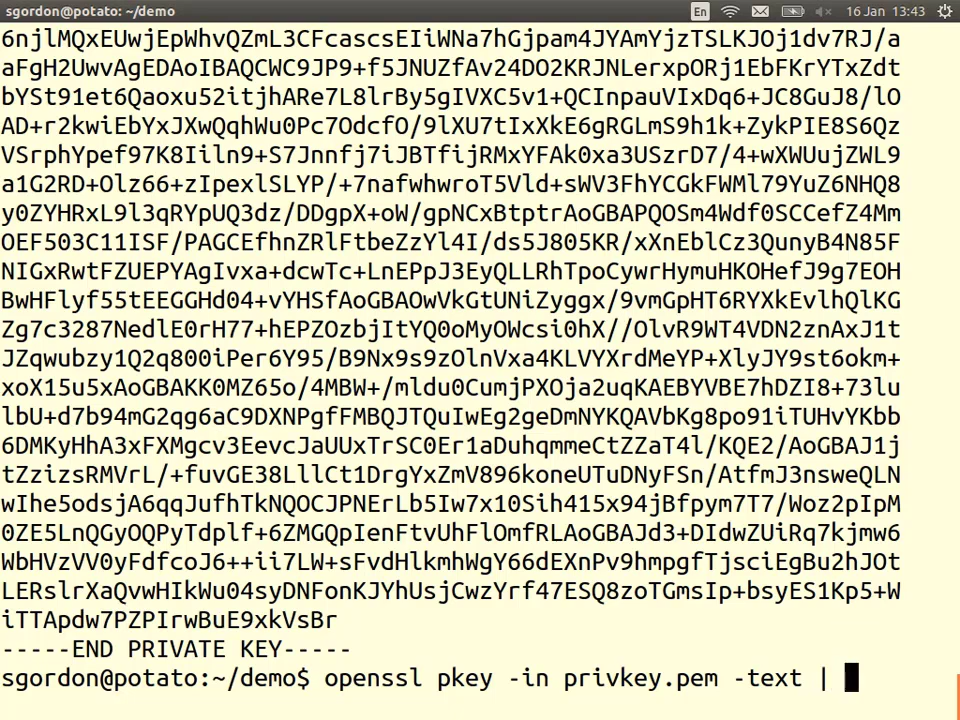 sgordon@potato: ~/demo En 16 Jan 13:43
6njlMQxEUwjEpWhvQZmL3CFcascsEIiWNa7hGjpam4JYAmYjzTSLKJOj1dv7RJ/a
aFgH2UwvAgEDAoIBAQCWC9JP9+f5JNUZfAv24DO2KRJNLerxpORj1EbFKrYTxZdt
bYSt91et6Qaoxu52itjhARe7L8lrBy5gIVXC5v1+QCInpauVIxDq6+JC8GuJ8/lO
AD+r2kwiEbYxJXwQqhWu0Pc7OdcfO/9lXU7tIxXkE6gRGLmS9h1k+ZykPIE8S6Qz
VSrphYpef97K8Iiln9+S7Jnnfj7iJBTfijRMxYFAk0xa3USzrD7/4+wXWUujZWL9
a1G2RD+Olz66+zIpexlSLYP/+7nafwhwroT5Vld+sWV3FhYCGkFWMl79YuZ6NHQ8
y0ZYHRxL9l3qRYpUQ3dz/DDgpX+oW/gpNCxBtptrAoGBAPQOSm4Wdf0SCCefZ4Mm
OEF503C11ISF/PAGCEfhnZRlFtbeZzYl4I/ds5J805KR/xXnEblCz3QunyB4N85F
NIGxRwtFZUEPYAgIvxa+dcwTc+LnEPpJ3EyQLLRhTpoCywrHymuHKOHefJ9g7EOH
BwHFlyf55tEEGGHd04+vYHSfAoGBAOwVkGtUNiZyggx/9vmGpHT6RYXkEvlhQlKG
Zg7c3287NedlE0rH77+hEPZOzbjItYQ0oMyOWcsi0hX//OlvR9WT4VDN2znAxJ1t
JZqwubzy1Q2q800iPer6Y95/B9Nx9s9zOlnVxa4KLVYXrdMeYP+XlyJY9st6okm+
xoX15u5xAoGBAKK0MZ65o/4MBW+/mldu0CumjPXOja2uqKAEBYVBE7hDZI8+73lu
lbU+d7b94mG2qg6aC9DXNPgfFMBQJTQuIwEg2geDmNYKQAVbKg8po91iTUHvYKbb
6DMKyHhA3xFXMgcv3EevcJaUUxTrSC0Er1aDuhqmmeCtZZaT4l/KQE2/AoGBAJ1j
tZzizsRMVrL/+fuvGE38LllCt1DrgYxZmV896koneUTuDNyFSn/AtfmJ3nsweQLN
wIhe5odsjA6qqJufhTkNQOCJPNErLb5Iw7x10Sih415x94jBfpym7T7/Woz2pIpM
0ZE5LnQGyOQPyTdplf+6ZMGQpIenFtvUhFlOmfRLAoGBAJd3+DIdwZUiRq7kjmw6
WbHVzVV0yFdfcoJ6++ii7LW+sFvdHlkmhWgY66dEXnPv9hmpgfTjsciEgBu2hJOt
LERslrXaQvwHIkWu04syDNFonKJYhUsjCwzYrf47ESQ8zoTGmsIp+bsyES1Kp5+W
iTTApdw7PZPIrwBuE9xkVsBr
-----END PRIVATE KEY-----
sgordon@potato:~/demo$ openssl pkey -in privkey.pem -text |